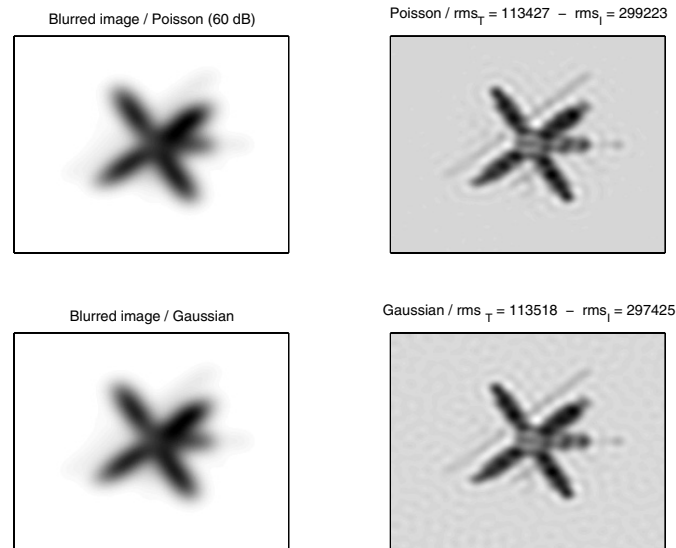 Blurred image / Poisson (60 dB)
Poisson / rms_T = 113427 − rms_I = 299223
Blurred image / Gaussian
Gaussian / rms_T = 113518 − rms_I = 297425